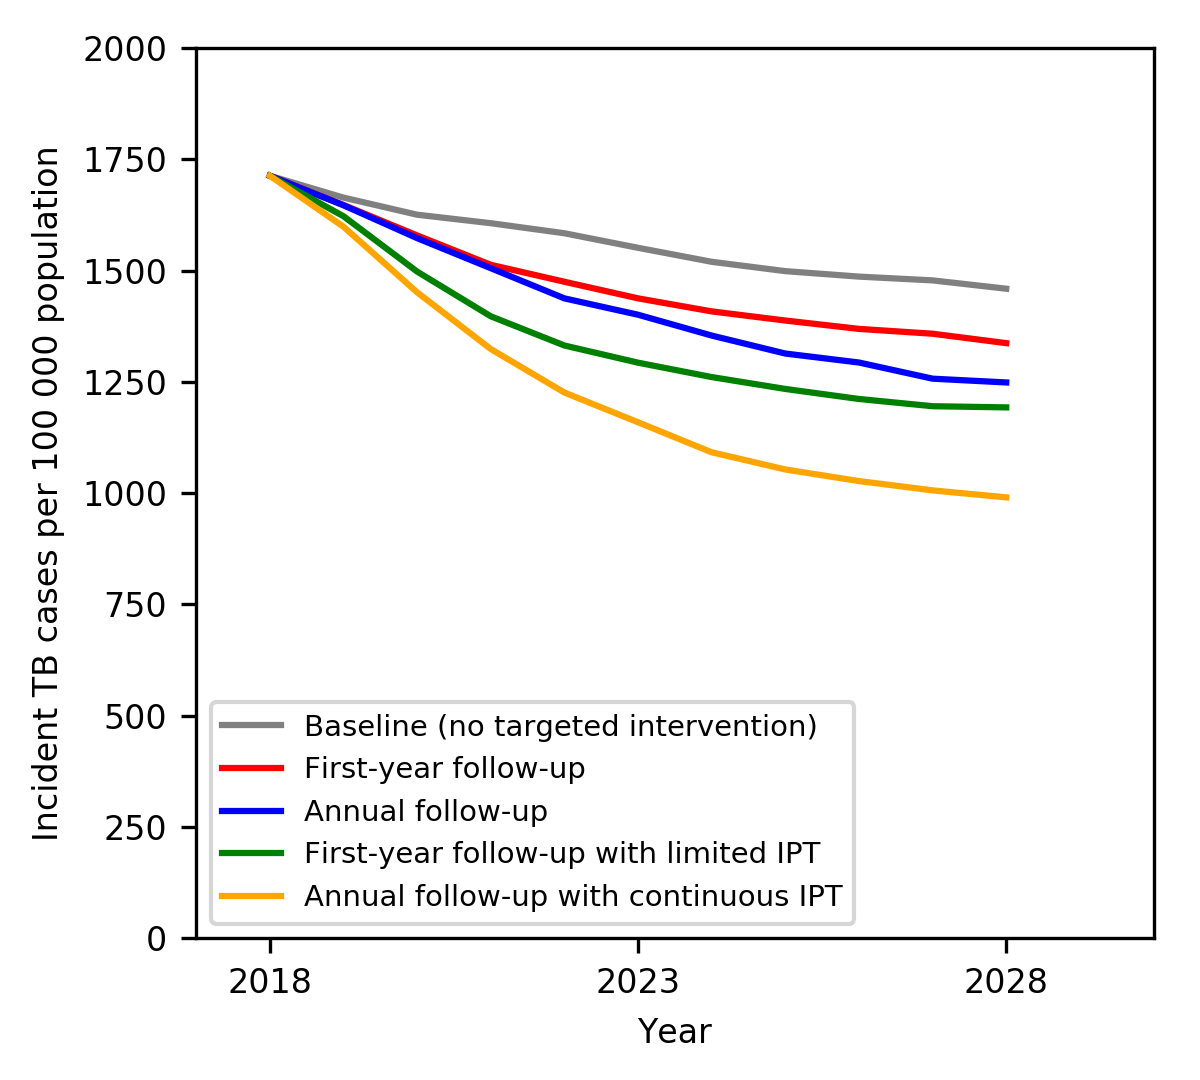 2000
1750
1500
1250
1000
750
500
250
0
Incident TB cases per 100 000 population
Baseline (no targeted intervention)
First-year follow-up
Annual follow-up
First-year follow-up with limited IPT
Annual follow-up with continuous IPT
2018 2023 2028
Year